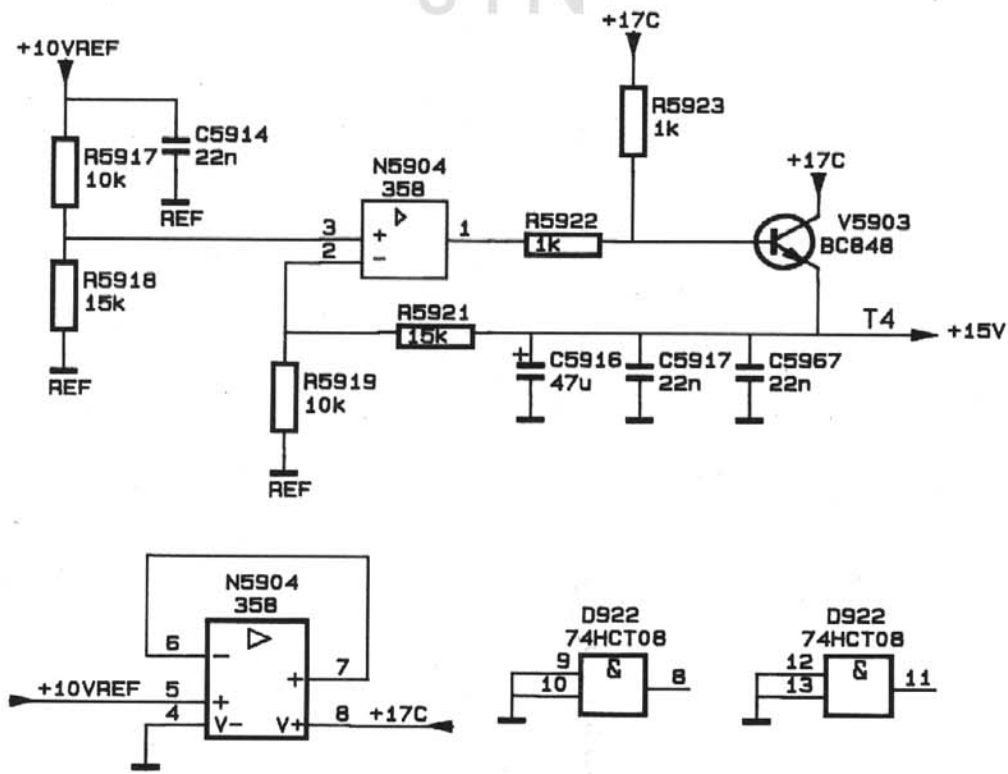 +17C
+10VREF
R5917
10k
C5914
22n
REF
R5918
15k
REF
N5904
358
3
+
2
-
1
R5922
1k
R5923
1k
+17C
V5903
BC848
R5921
15k
R5919
10k
REF
+
C5916
47u
C5917
22n
C5967
22n
T4
+15V
N5904
358
6
-
+
7
+10VREF
5
+
4
V-
V+
8
+17C
D922
74HCT08
9
10
&
8
D922
74HCT08
12
13
&
11